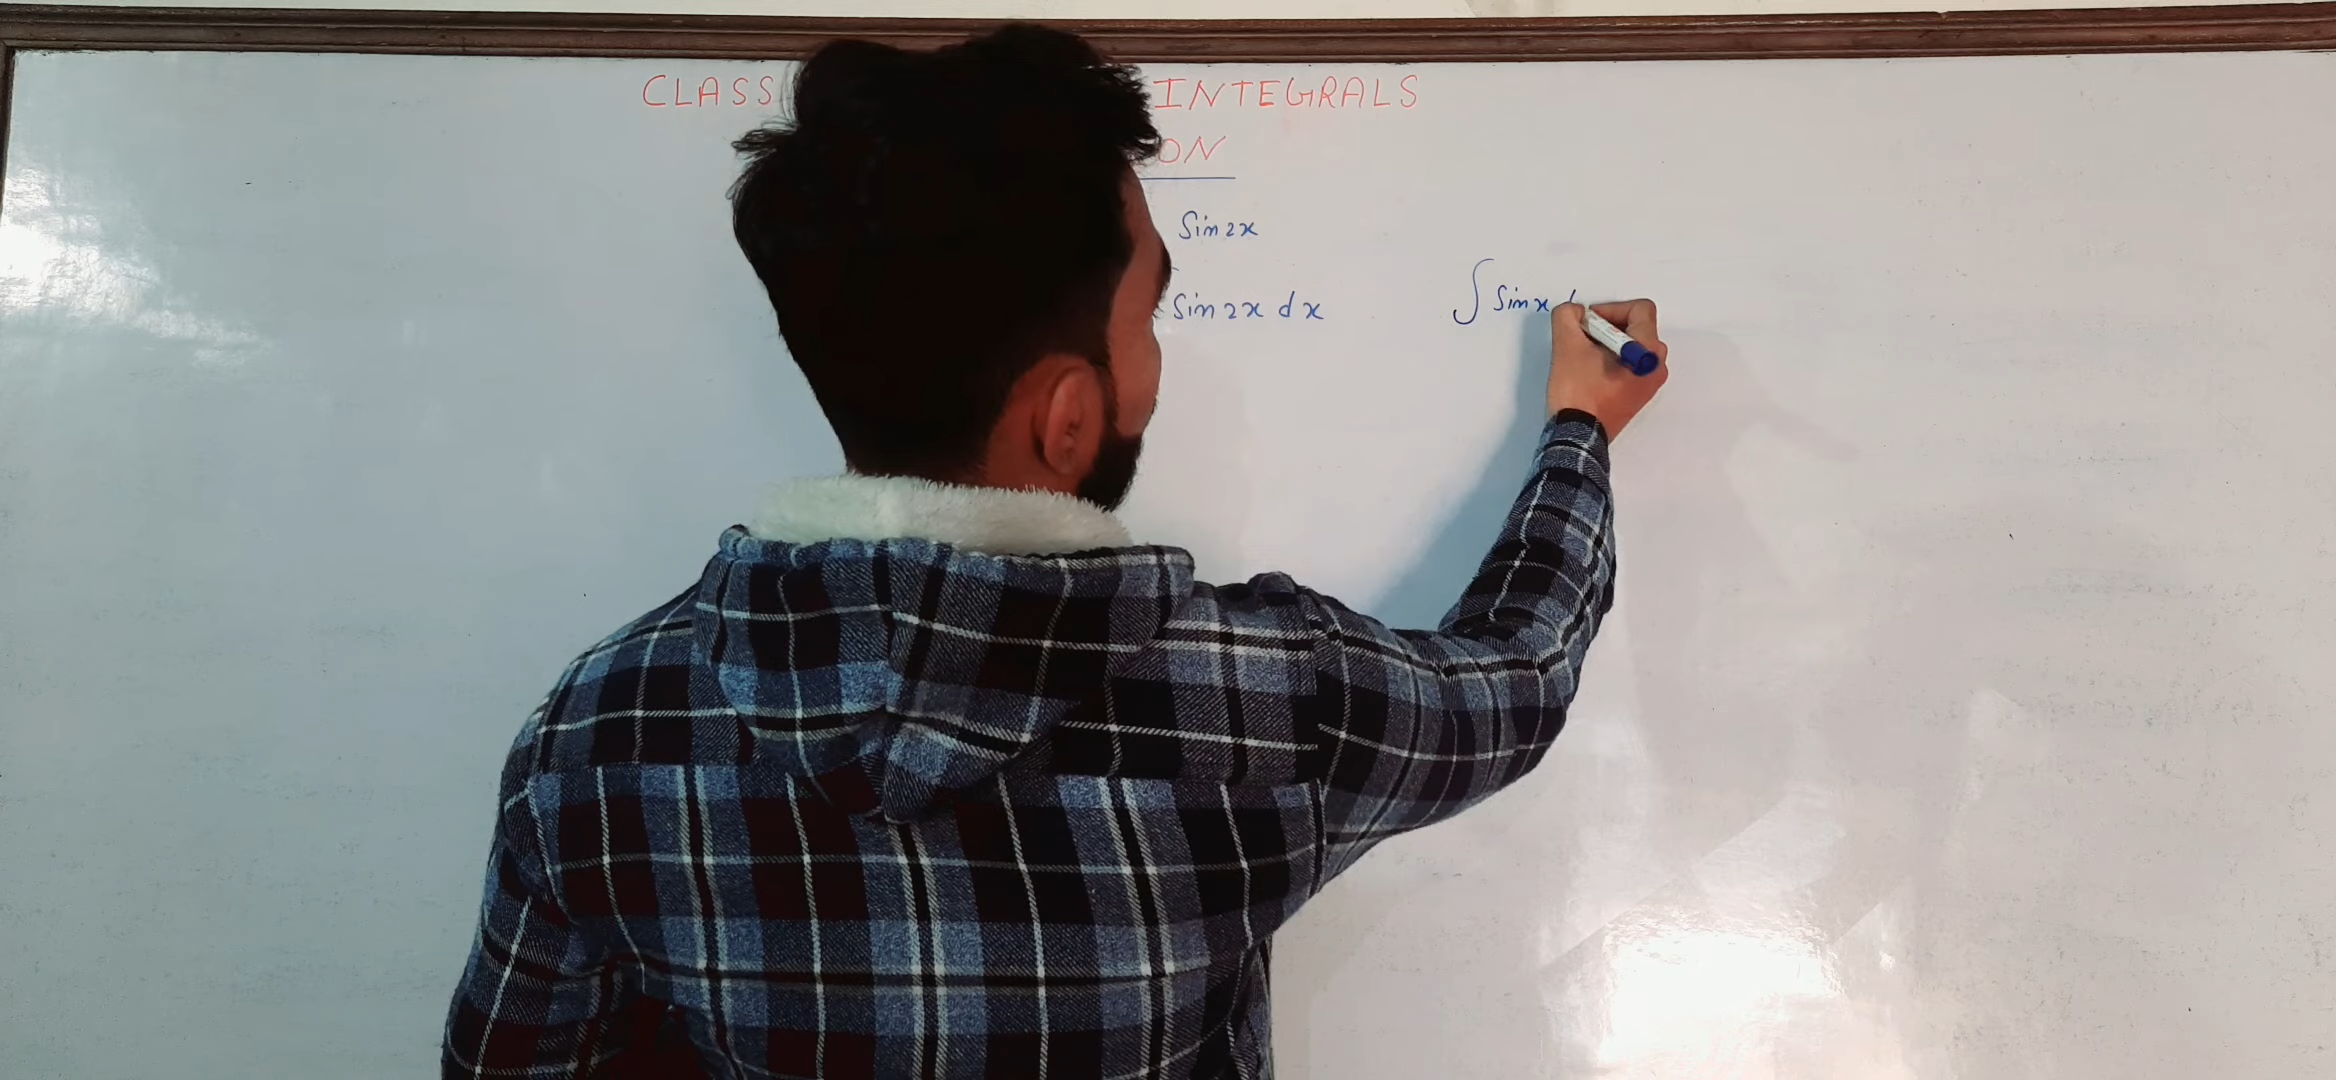 CLASS INTEGRALS
ON
Sin 2x
Sin 2x dx ∫ Sin x